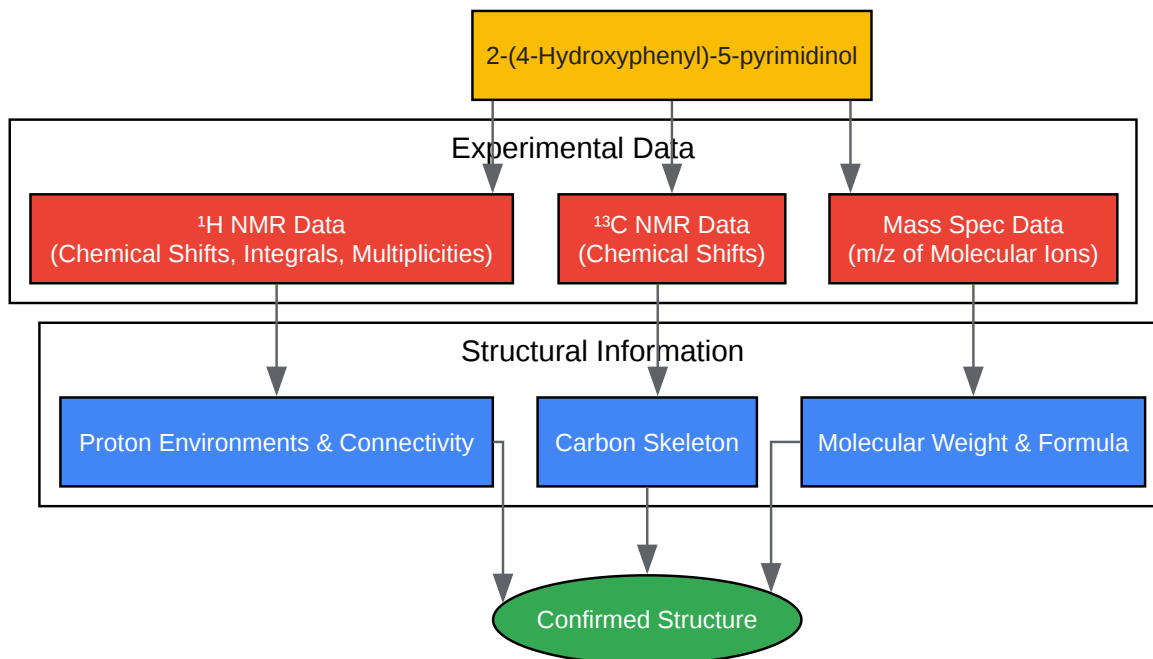 2-(4-Hydroxyphenyl)-5-pyrimidinol
Experimental Data
¹H NMR Data
(Chemical Shifts, Integrals, Multiplicities)
¹³C NMR Data
(Chemical Shifts)
Mass Spec Data
(m/z of Molecular Ions)
Structural Information
Proton Environments & Connectivity
Carbon Skeleton
Molecular Weight & Formula
Confirmed Structure